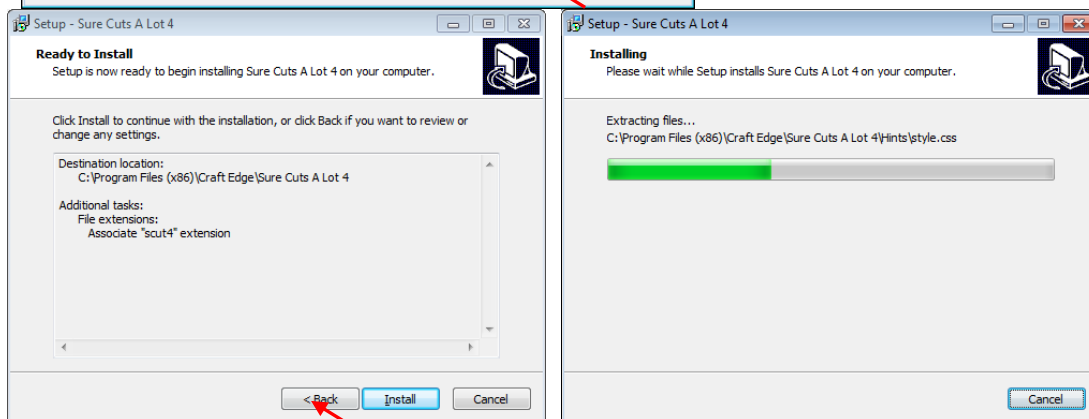 Setup - Sure Cuts A Lot 4
Ready to Install
Setup is now ready to begin installing Sure Cuts A Lot 4 on your computer.
Click Install to continue with the installation, or click Back if you want to review or
change any settings.
Destination location:
C:\Program Files (x86)\Craft Edge\Sure Cuts A Lot 4
Additional tasks:
File extensions:
Associate "scut4" extension
< Back
Install
Cancel
Setup - Sure Cuts A Lot 4
Installing
Please wait while Setup installs Sure Cuts A Lot 4 on your computer.
Extracting files...
C:\Program Files (x86)\Craft Edge\Sure Cuts A Lot 4\Hints\style.css
Cancel